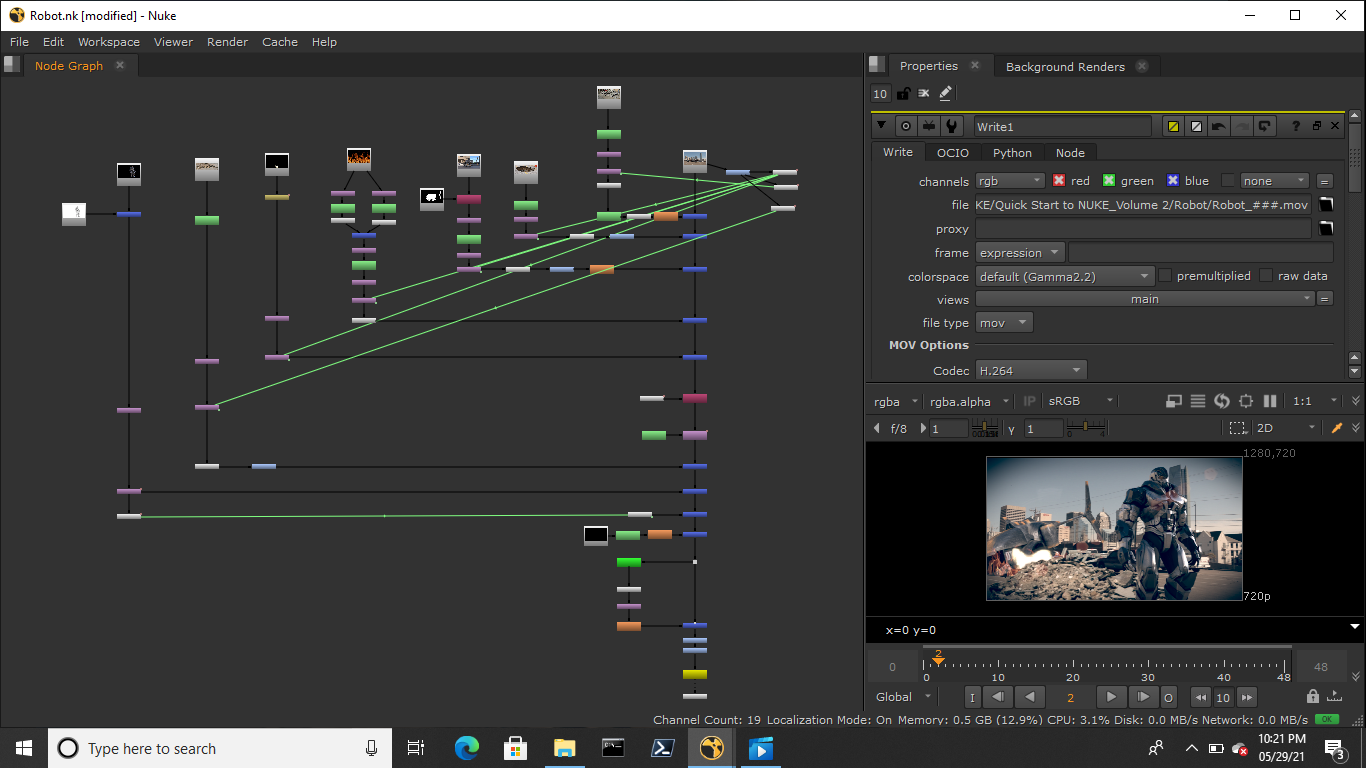 Robot.nk [modified] - Nuke
File Edit Workspace Viewer Render Cache Help
Node Graph
Properties
Background Renders
10
Write1
Write OCIO Python Node
channels rgb red green blue none =
file KE/Quick Start to NUKE_Volume 2/Robot/Robot_###.mov
proxy
frame expression
colorspace default (Gamma2.2) premultiplied raw data
views main =
file type mov
MOV Options
Codec H.264
rgba rgba.alpha IP sRGB 1:1
f/8 1 γ 1 2D
1280,720
720p
x=0 y=0
0 2 48
0 10 20 30 40 48
Global I 2 O 10
Channel Count: 19 Localization Mode: On Memory: 0.5 GB (12.9%) CPU: 3.1% Disk: 0.0 MB/s Network: 0.0 MB/s OK
Type here to search
10:21 PM
05/29/21
3